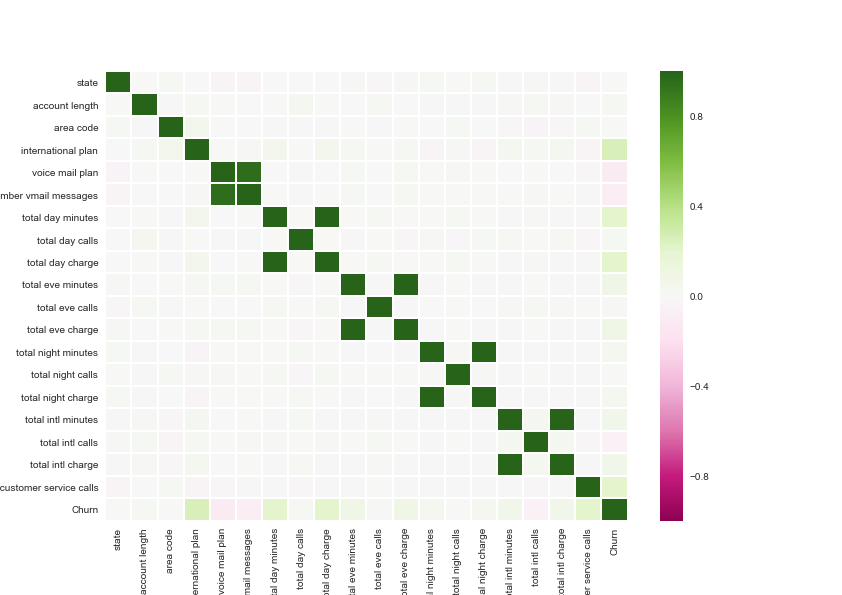 state
account length
area code
international plan
voice mail plan
mber vmail messages
total day minutes
total day calls
total day charge
total eve minutes
total eve calls
total eve charge
total night minutes
total night calls
total night charge
total intl minutes
total intl calls
total intl charge
customer service calls
Churn
0.8
0.4
0.0
−0.4
−0.8
state
account length
area code
ernational plan
voice mail plan
mail messages
tal day minutes
total day calls
otal day charge
tal eve minutes
total eve calls
otal eve charge
l night minutes
total night calls
al night charge
otal intl minutes
total intl calls
total intl charge
er service calls
Churn